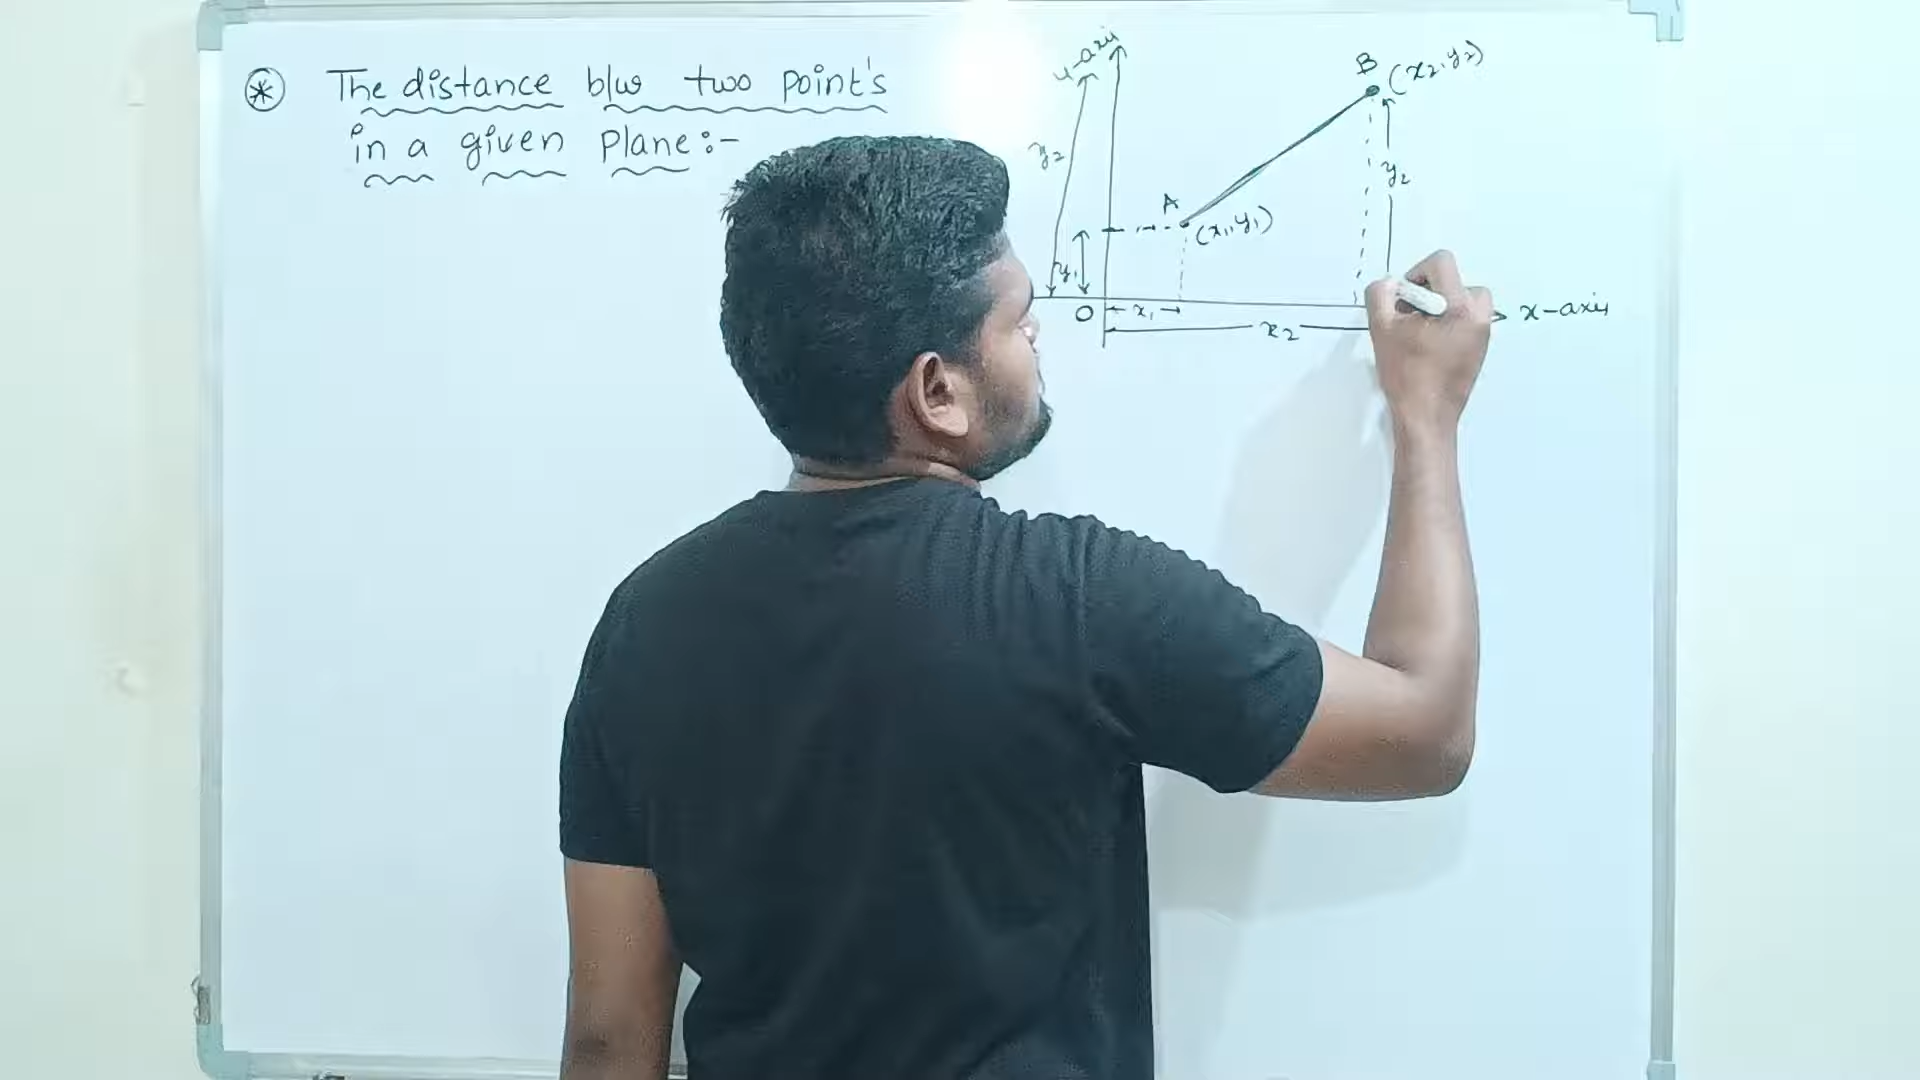 * The distance b/w two point's
in a given plane:-
y-axis
B (x2, y2)
y2
y2
A
(x1, y1)
y1
O
x1
x-axis
x2